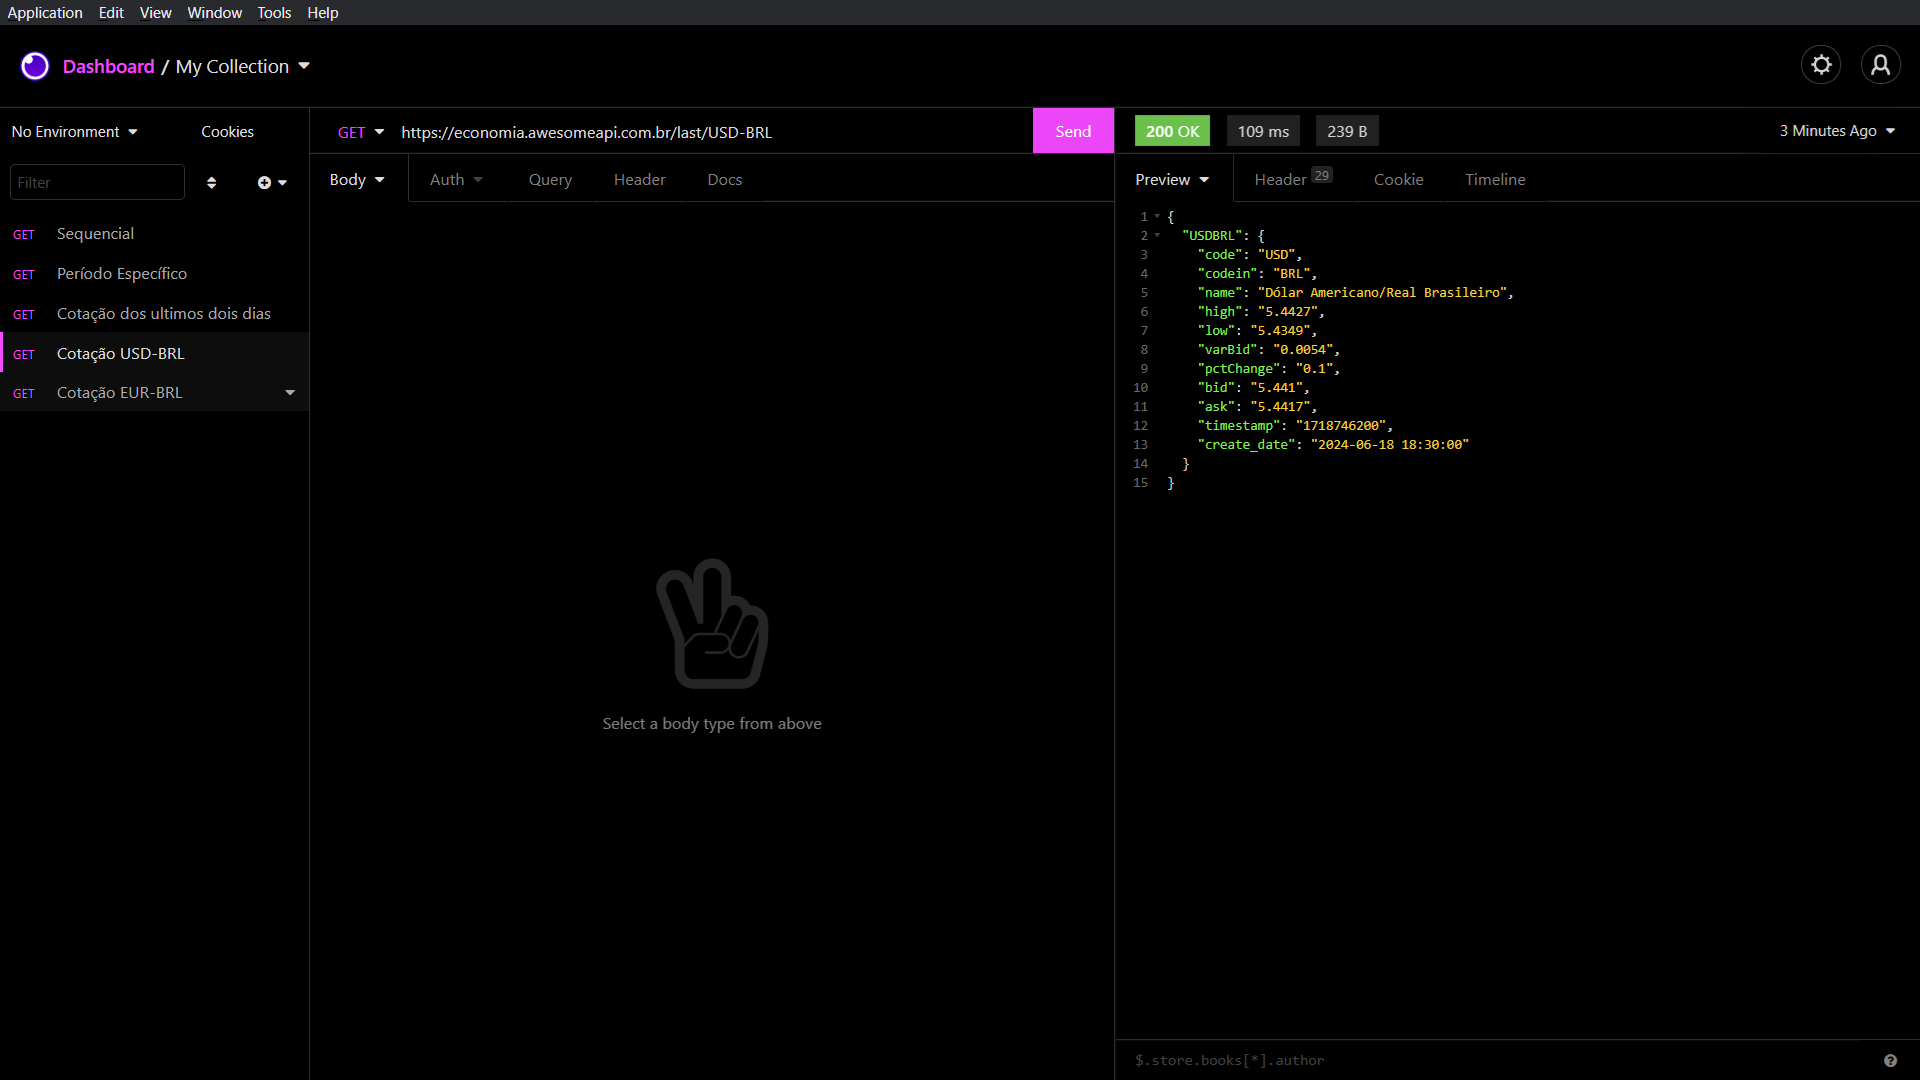 Application Edit View Window Tools Help
Dashboard / My Collection
No Environment Cookies
Filter
GET Sequencial
GET Período Específico
GET Cotação dos ultimos dois dias
GET Cotação USD-BRL
GET Cotação EUR-BRL
GET https://economia.awesomeapi.com.br/last/USD-BRL Send
Body Auth Query Header Docs
Select a body type from above
200 OK 109 ms 239 B 3 Minutes Ago
Preview Header 29 Cookie Timeline
1 {
2 "USDBRL": {
3 "code": "USD",
4 "codein": "BRL",
5 "name": "Dólar Americano/Real Brasileiro",
6 "high": "5.4427",
7 "low": "5.4349",
8 "varBid": "0.0054",
9 "pctChange": "0.1",
10 "bid": "5.441",
11 "ask": "5.4417",
12 "timestamp": "1718746200",
13 "create_date": "2024-06-18 18:30:00"
14 }
15 }
$.store.books[*].author